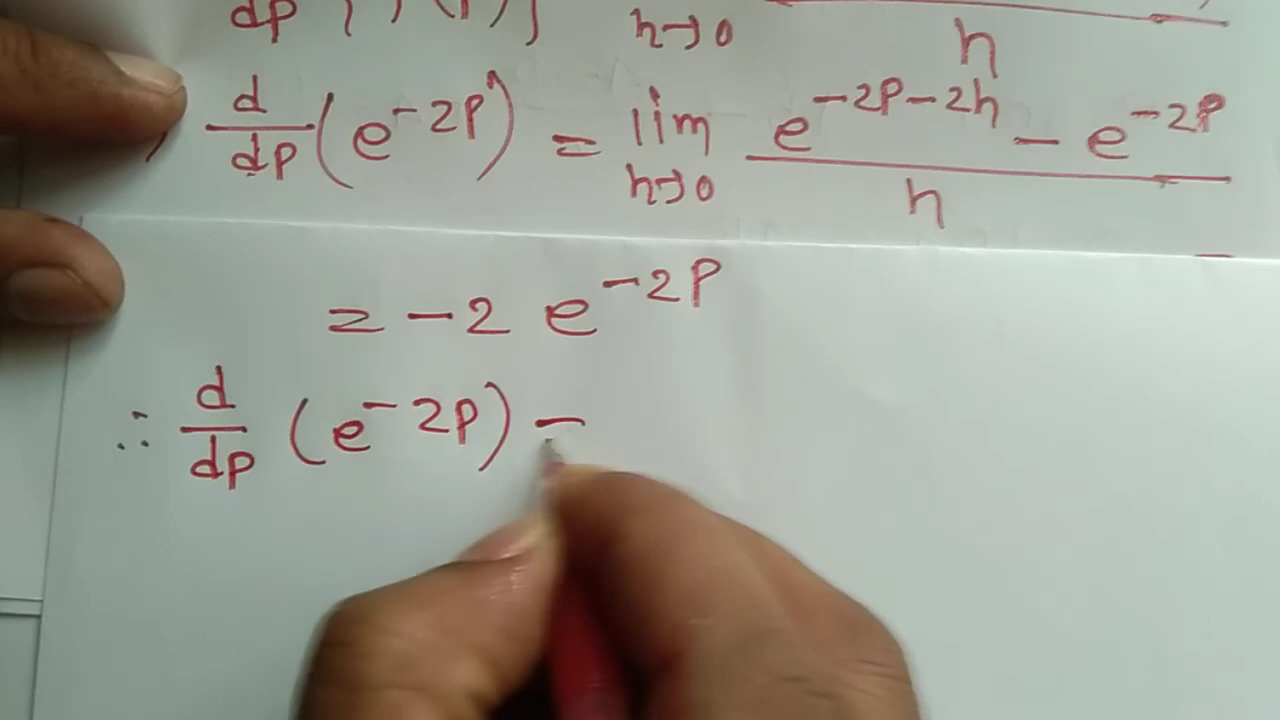 h→0 h
d/dp (e^-2p) = lim h→0 e^-2p-2h - e^-2p / h
= -2 e^-2p
∴ d/dp (e^-2p) -